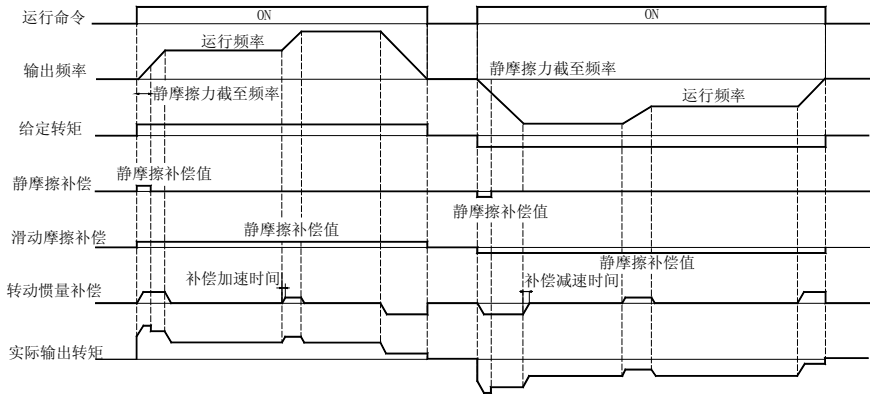 运行命令
ON
ON
运行频率
输出频率
静摩擦力截至频率
静摩擦力截至频率
运行频率
给定转矩
静摩擦补偿
静摩擦补偿值
静摩擦补偿值
滑动摩擦补偿
静摩擦补偿值
静摩擦补偿值
转动惯量补偿
补偿加速时间
补偿减速时间
实际输出转矩